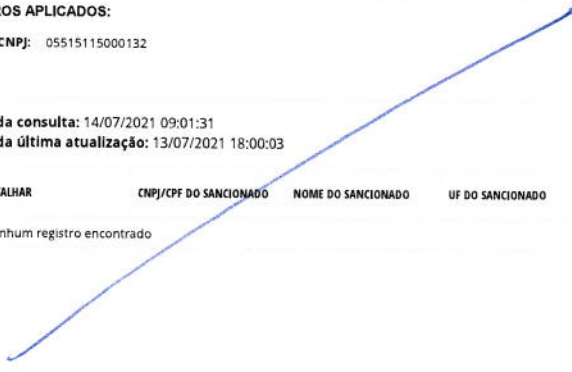 ROS APLICADOS:
CNPJ: 05515115000132
da consulta: 14/07/2021 09:01:31
da última atualização: 13/07/2021 18:00:03
ALHAR CNPJ/CPF DO SANCIONADO NOME DO SANCIONADO UF DO SANCIONADO
nhum registro encontrado